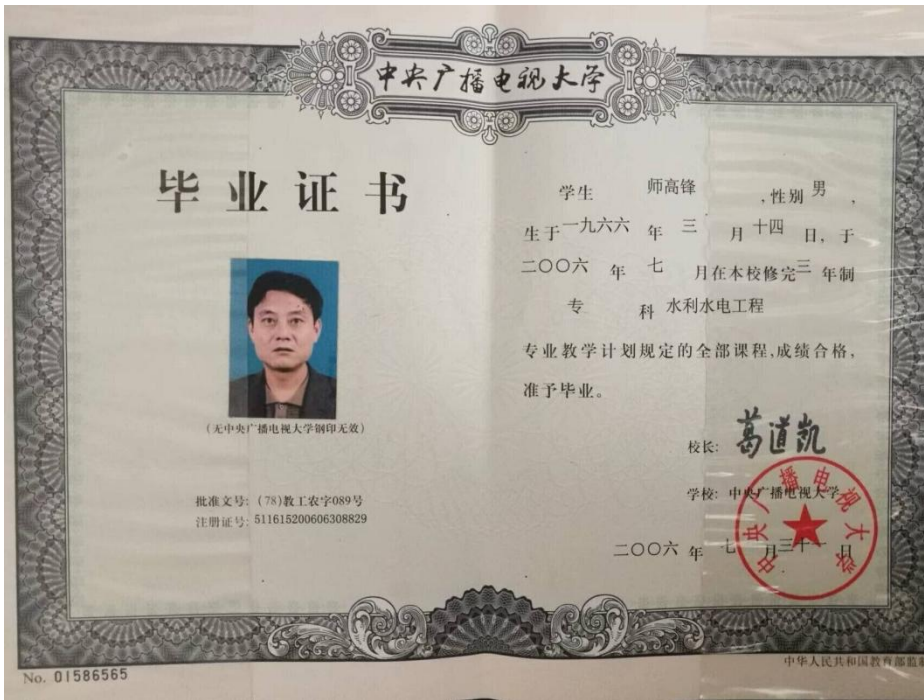 中央广播电视大学
毕业证书
(无中央广播电视大学钢印无效)
批准文号: (78)教工农字089号
注册证号: 511615200606308829
学生 师高锋 ,性别 男 ,
生于 一九六六 年 三 月 十四 日, 于
二〇〇六 年 七 月在本校修完 三 年制
专 科 水利水电工程
专业教学计划规定的全部课程,成绩合格,
准予毕业。
校长: 葛道凯
学校: 中央广播电视大学
二〇〇六 年 七 月 三十一 日
中央广播电视大学
No. 01586565
中华人民共和国教育部监制